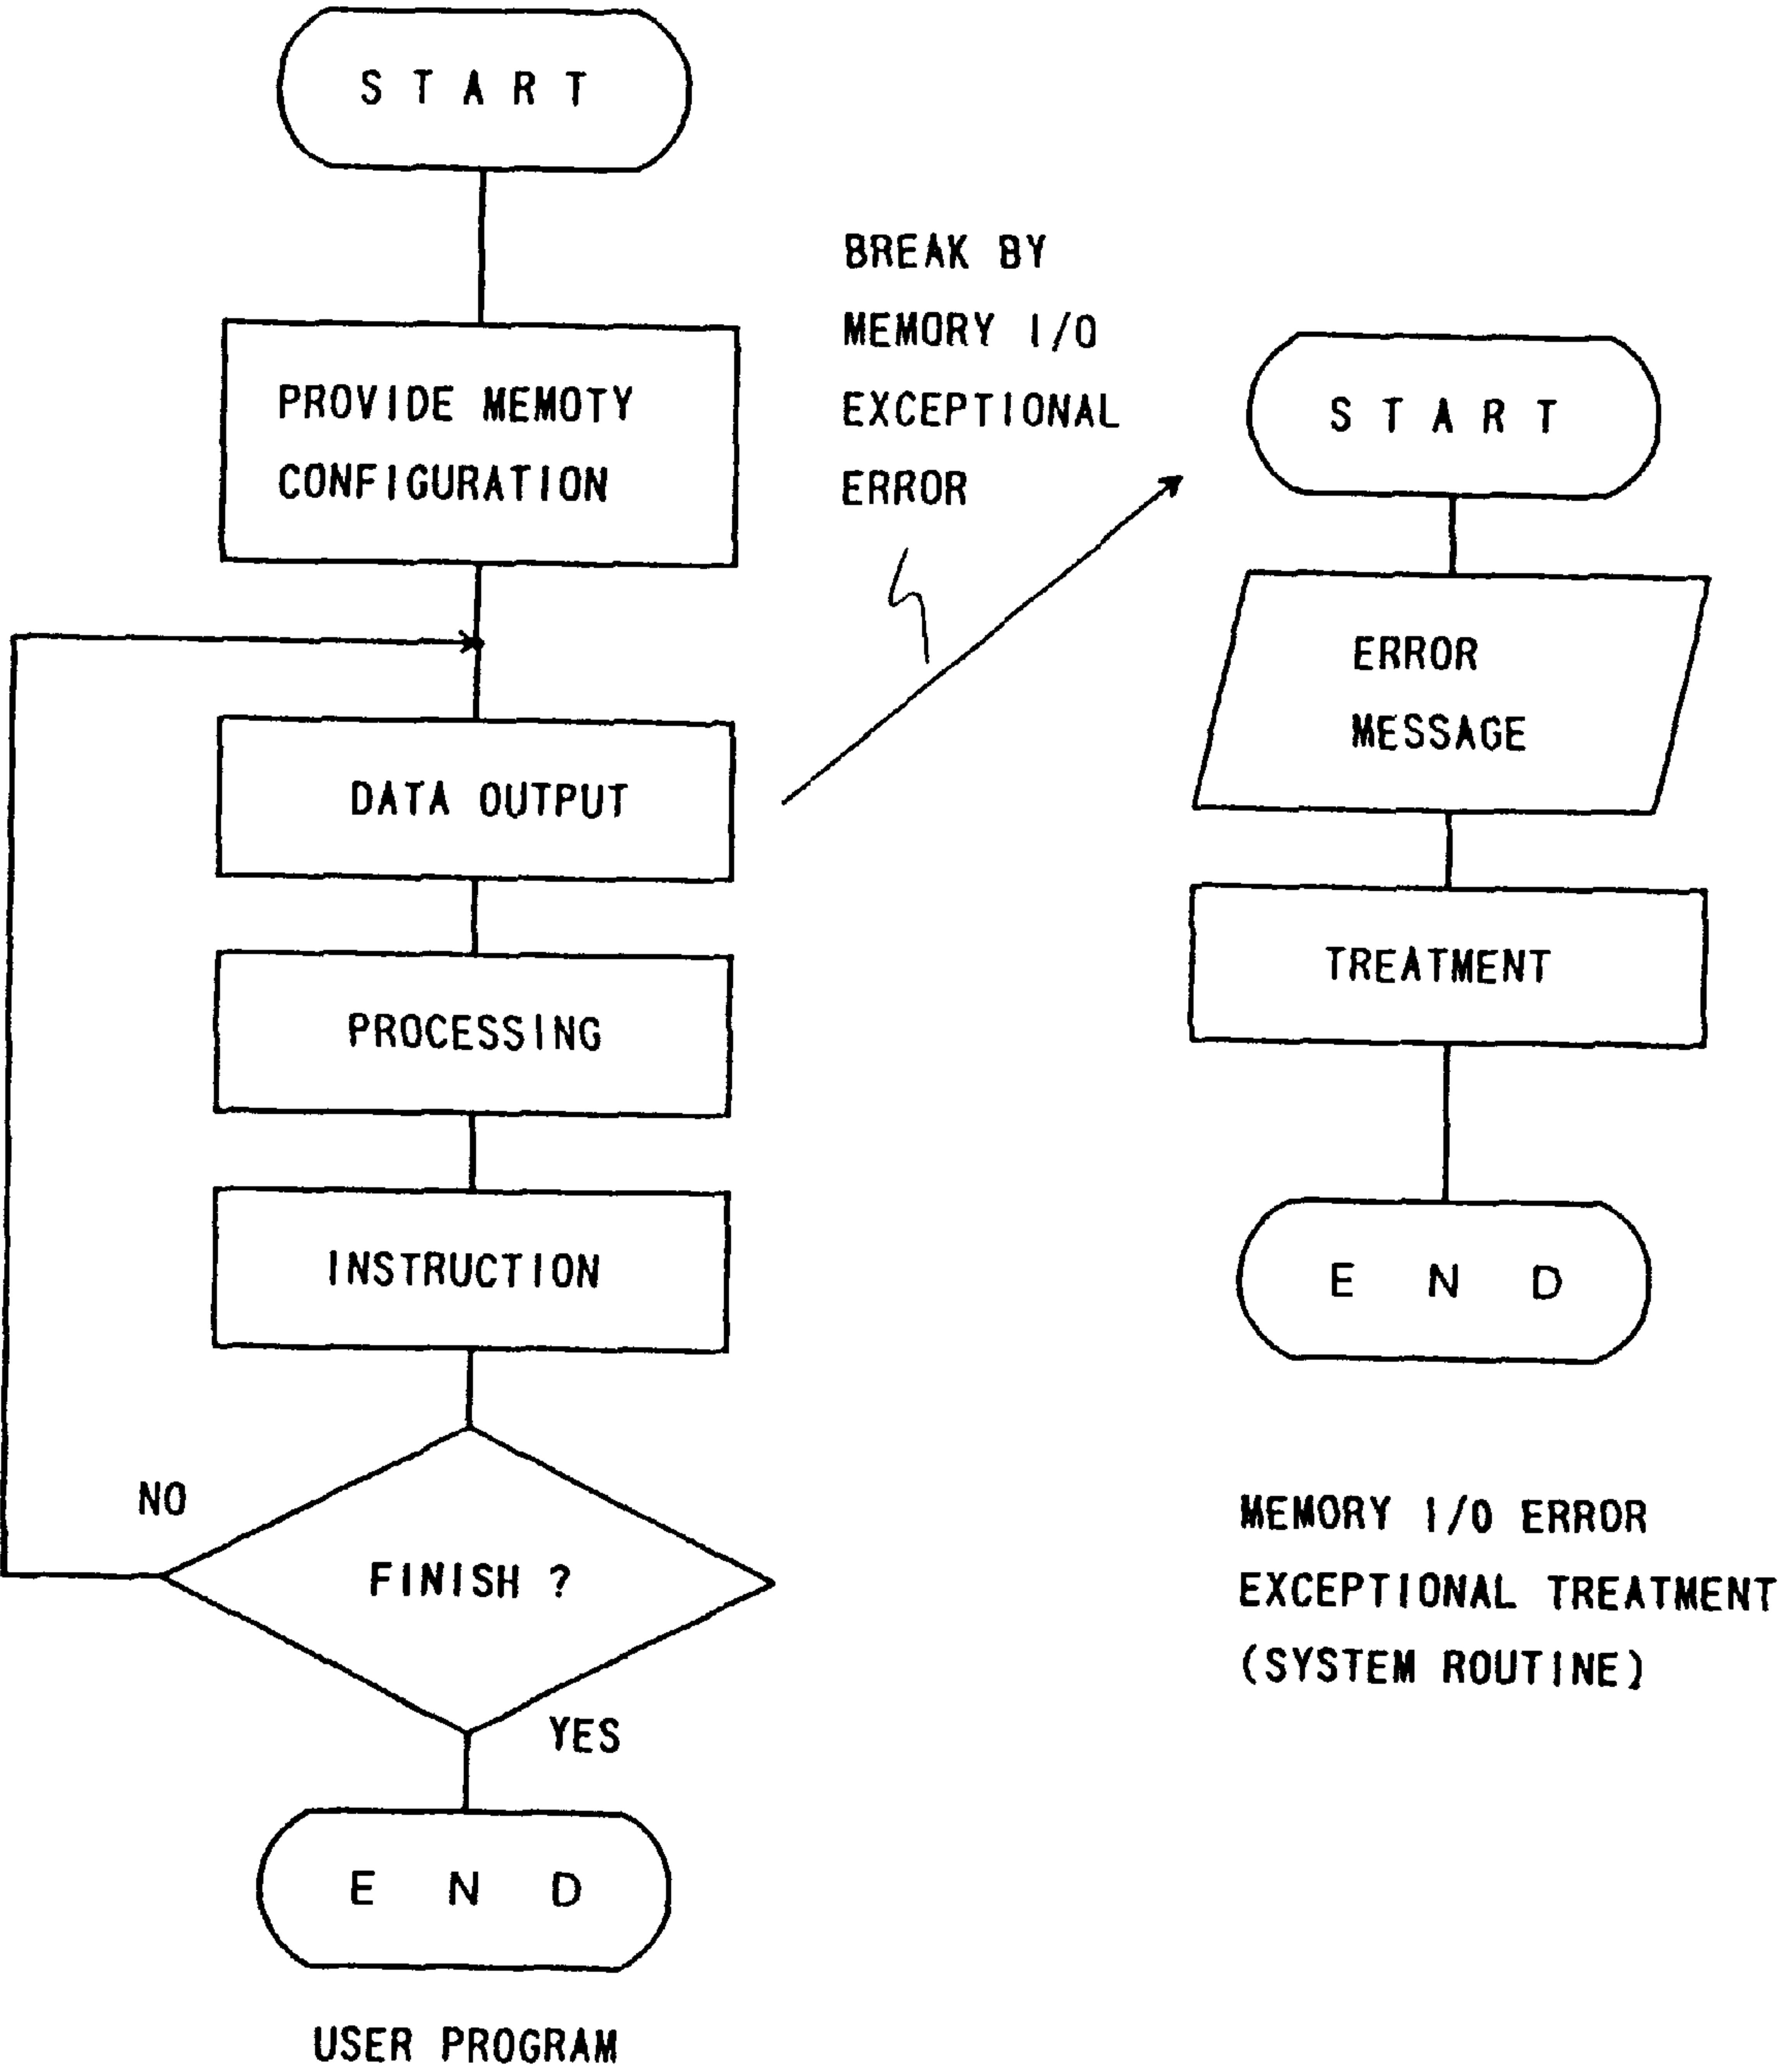 START
PROVIDE MEMOTY
CONFIGURATION
DATA OUTPUT
PROCESSING
INSTRUCTION
NO
FINISH ?
YES
END
USER PROGRAM
BREAK BY
MEMORY I/O
EXCEPTIONAL
ERROR
START
ERROR
MESSAGE
TREATMENT
END
MEMORY I/O ERROR
EXCEPTIONAL TREATMENT
(SYSTEM ROUTINE)